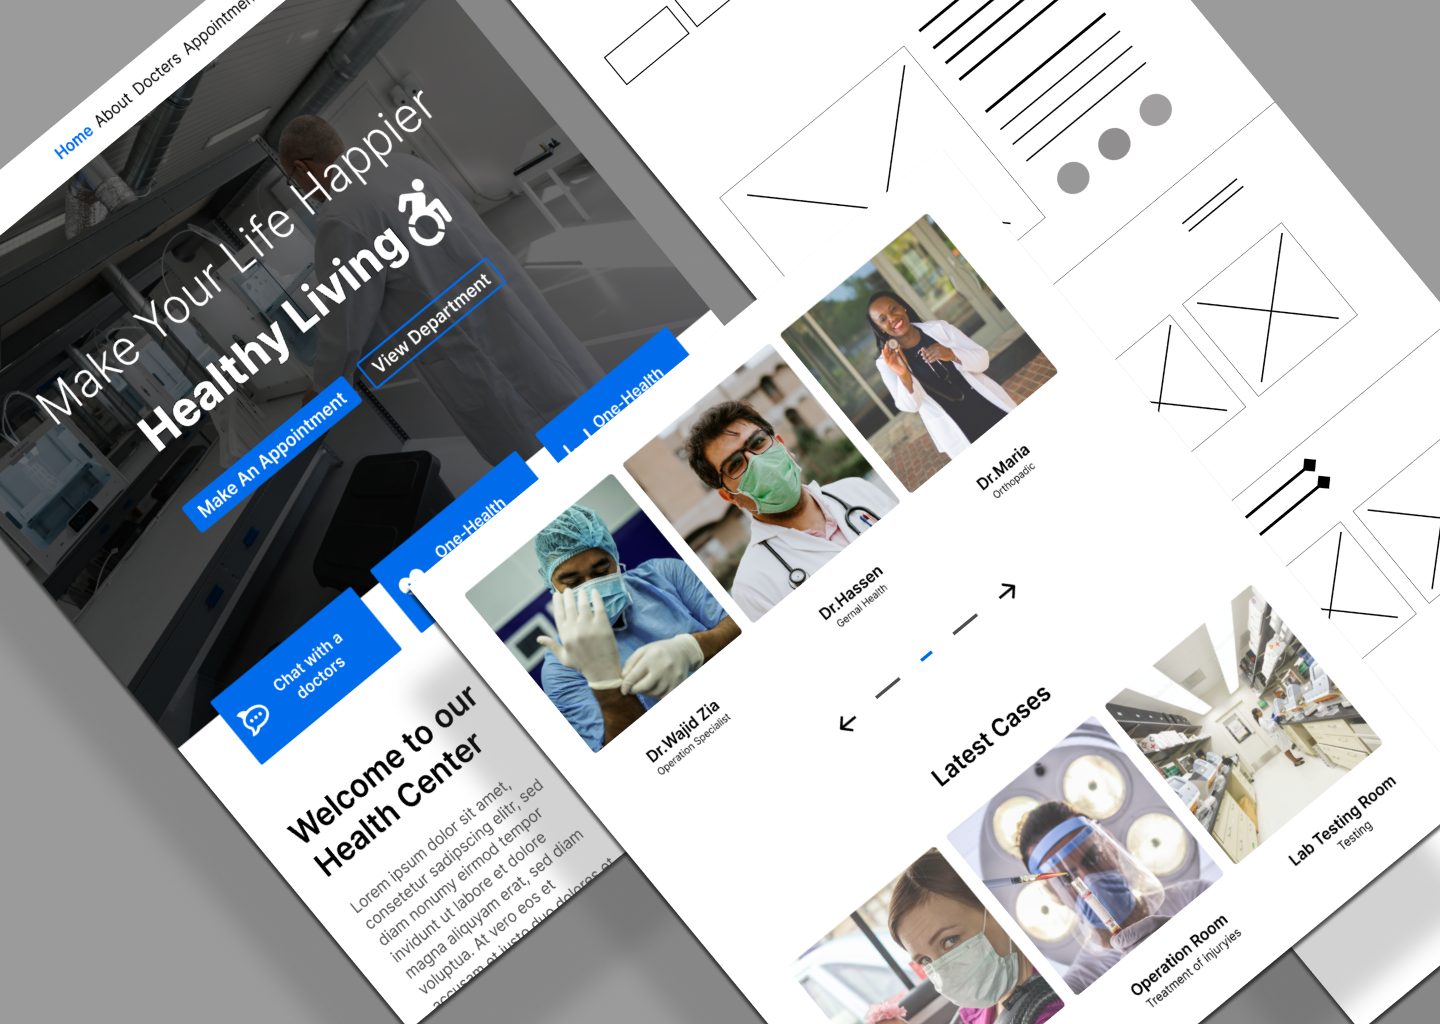 Home About Docters Appointmen
Make Your Life Happier
Healthy Living
Make An Appointment
View Department
Chat with a
doctors
One-Health
One-Health
Welcome to our
Health Center
Lorem ipsum dolor sit amet,
consetetur sadipscing elitr, sed
diam nonumy eirmod tempor
invidunt ut labore et dolore
magna aliquyam erat, sed diam
voluptua. At vero eos et
accusam et justo duo dolores et
Dr.Wajid Zia
Operation Specialist
Dr.Hassen
Gernal Health
Dr.Maria
Orthopadic
Latest Cases
Operation Room
Treatment of injuryies
Lab Testing Room
Testing